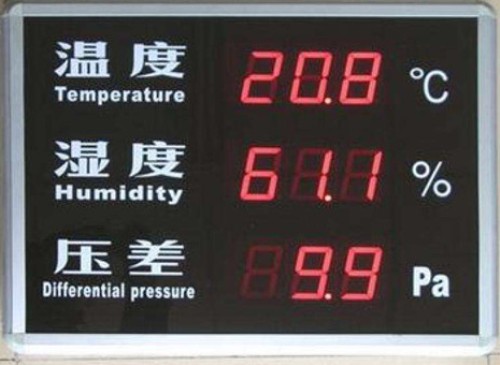 温度 20.8 ℃
Temperature
湿度 61.1 %
Humidity
压差 9.9 Pa
Differential pressure